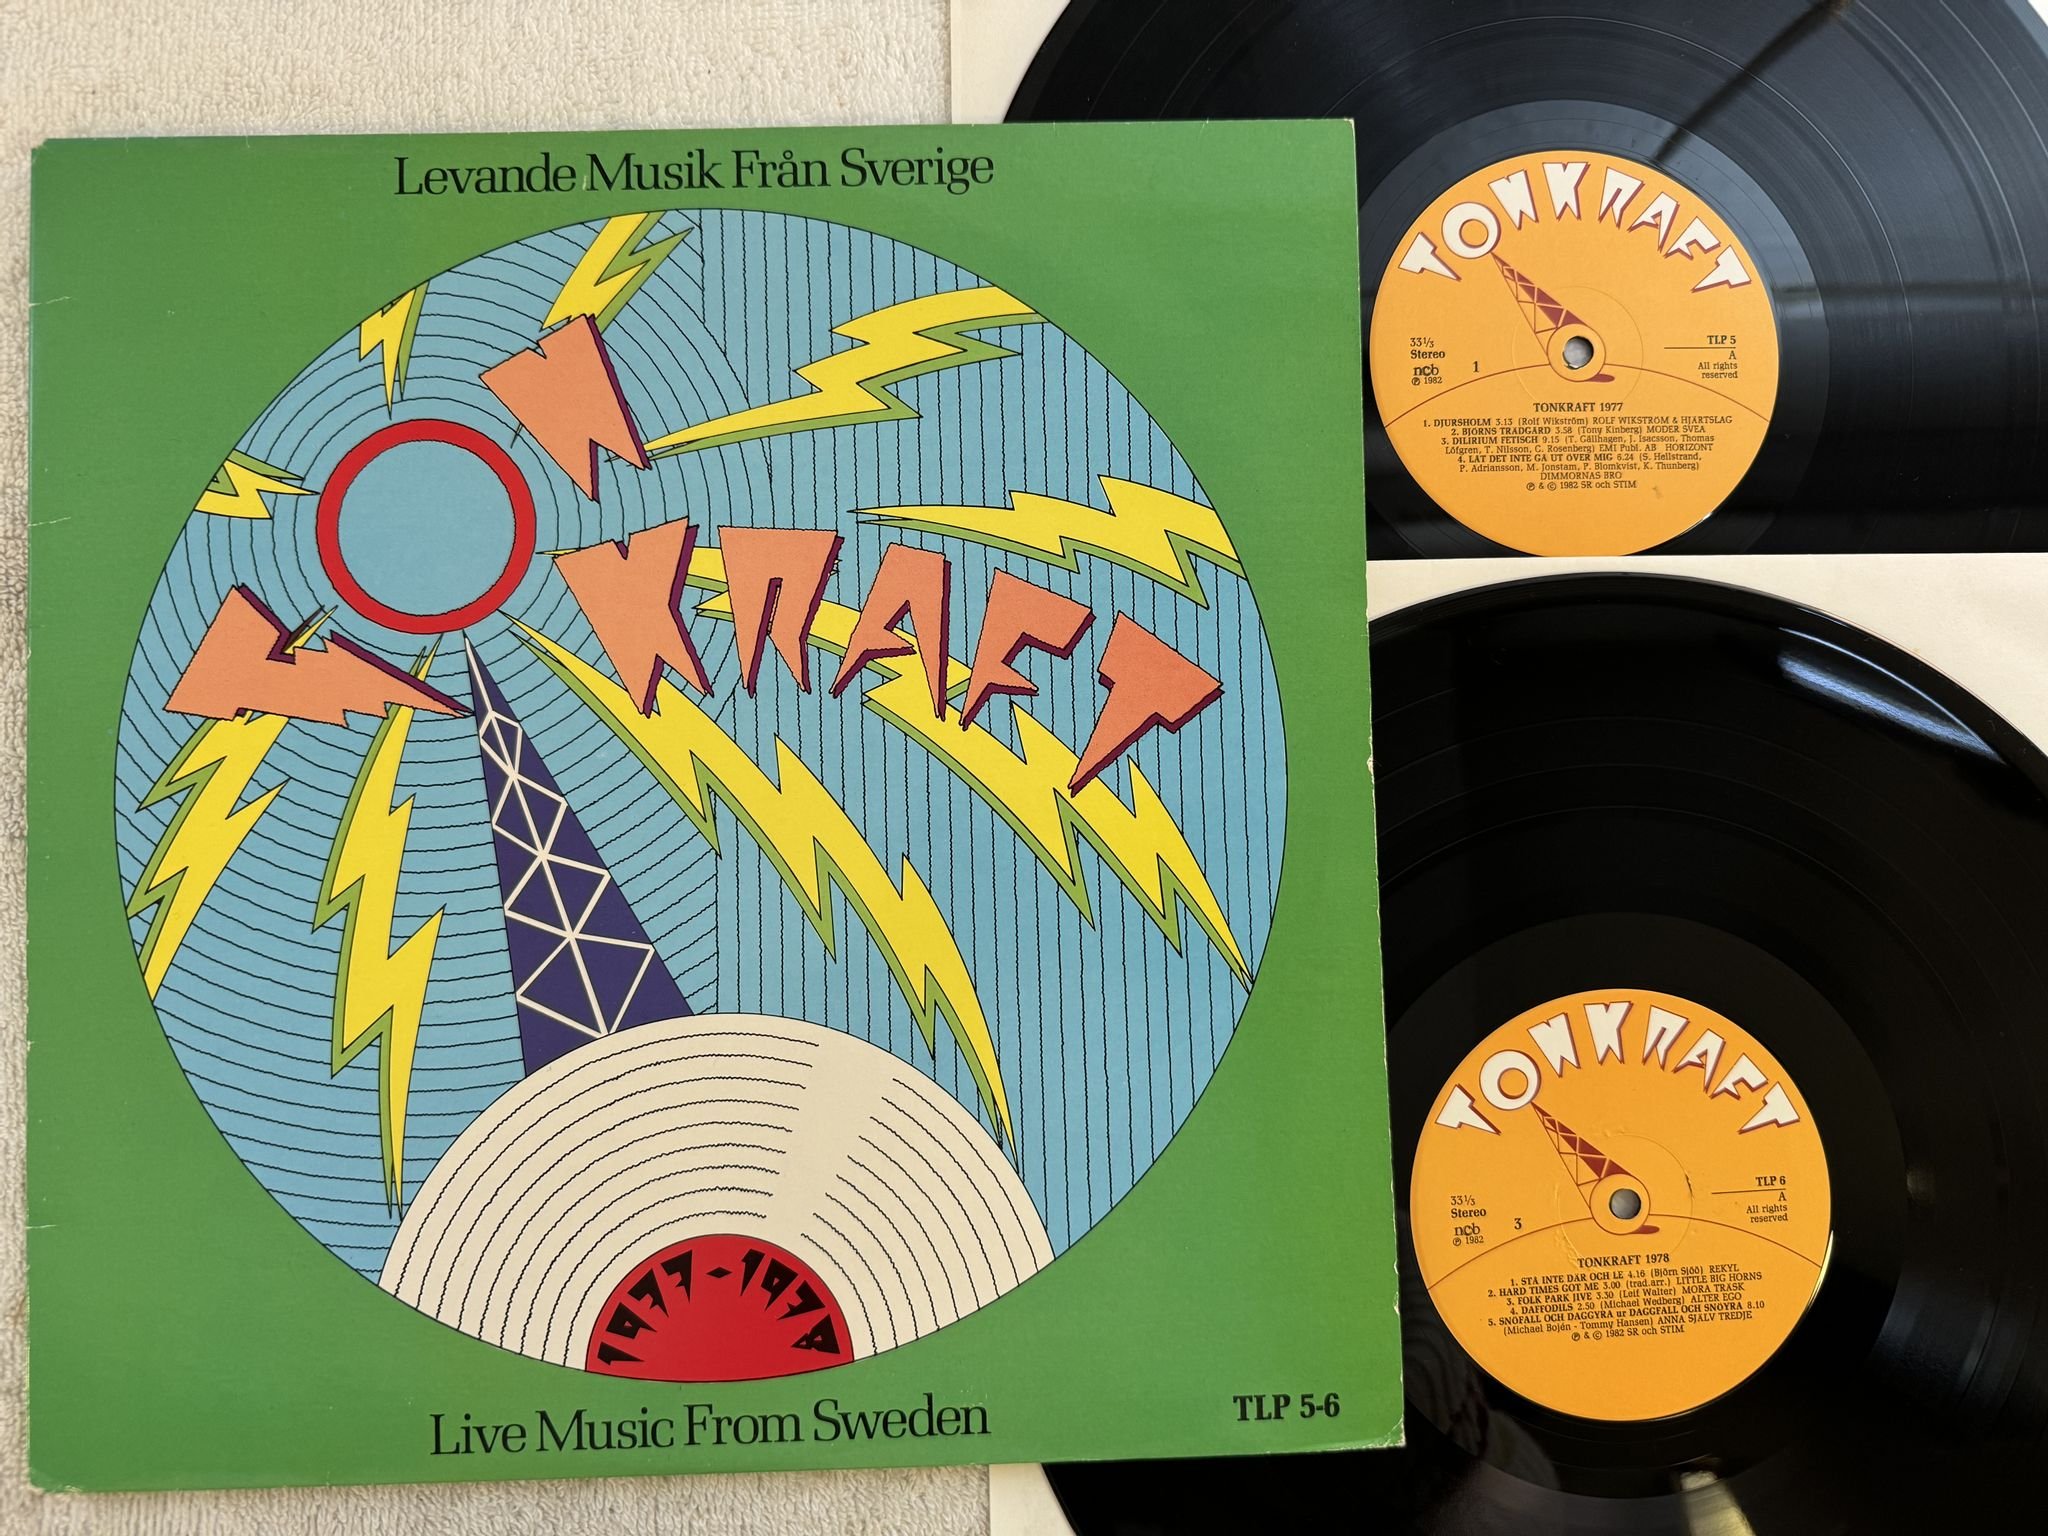 Levande Musik Från Sverige
TONKRAFT
1977-1978
Live Music From Sweden
TLP 5-6
TONKRAFT
33⅓
Stereo
ncb
℗ 1982
1
TLP 5
A
All rights
reserved
TONKRAFT 1977
1. DJURSHOLM 3.13 (Rolf Wikström) ROLF WIKSTRÖM & HJÄRTSLAG
2. BJÖRNS TRÄDGÅRD 3.58 (Tony Kinberg) MODER SVEA
3. DILIRIUM FETISCH 9.15 (T. Gällhagen, J. Isacsson, Thomas
Löfgren, T. Nilsson, C. Rosenberg) EMI Publ. AB HORIZONT
4. LÅT DET INTE GÅ UT ÖVER MIG 6.24 (S. Hellstrand,
P. Adriansson, M. Jonstam, P. Blomkvist, K. Thunberg)
DIMMORNAS BRO
℗ & © 1982 SR och STIM
TONKRAFT
33⅓
Stereo
ncb
℗ 1982
3
TLP 6
A
All rights
reserved
TONKRAFT 1978
1. STÅ INTE DÄR OCH LE 4.16 (Björn Sjöö) REKYL
2. HARD TIMES GOT ME 3.00 (trad.arr.) LITTLE BIG HORNS
3. FOLK PARK JIVE 3.30 (Leif Walter) MORA TRÄSK
4. DAFFODILS 2.50 (Michael Wedberg) ALTER EGO
5. SNÖFALL OCH DAGGYRA ur DAGGFALL OCH SNÖYRA 8.10
(Michael Bojén - Tommy Hansen) ANNA SJÄLV TREDJE
℗ & © 1982 SR och STIM